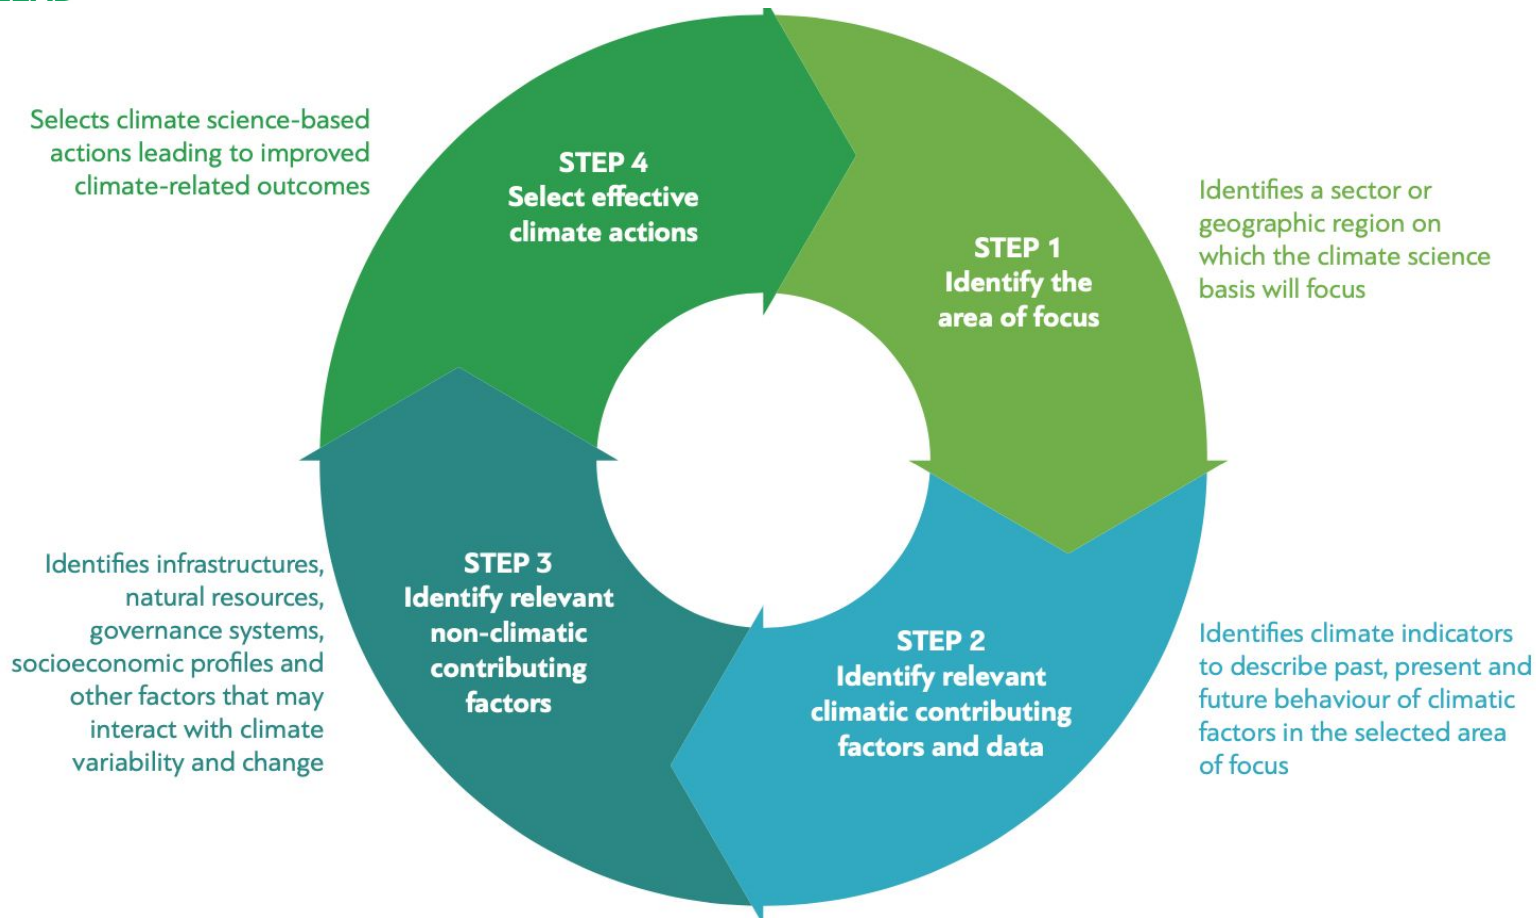 STEP 1
Identify the
area of focus
Identifies a sector or
geographic region on
which the climate science
basis will focus
STEP 2
Identify relevant
climatic contributing
factors and data
Identifies climate indicators
to describe past, present and
future behaviour of climatic
factors in the selected area
of focus
STEP 3
Identify relevant
non-climatic
contributing
factors
Identifies infrastructures,
natural resources,
governance systems,
socioeconomic profiles and
other factors that may
interact with climate
variability and change
STEP 4
Select effective
climate actions
Selects climate science-based
actions leading to improved
climate-related outcomes